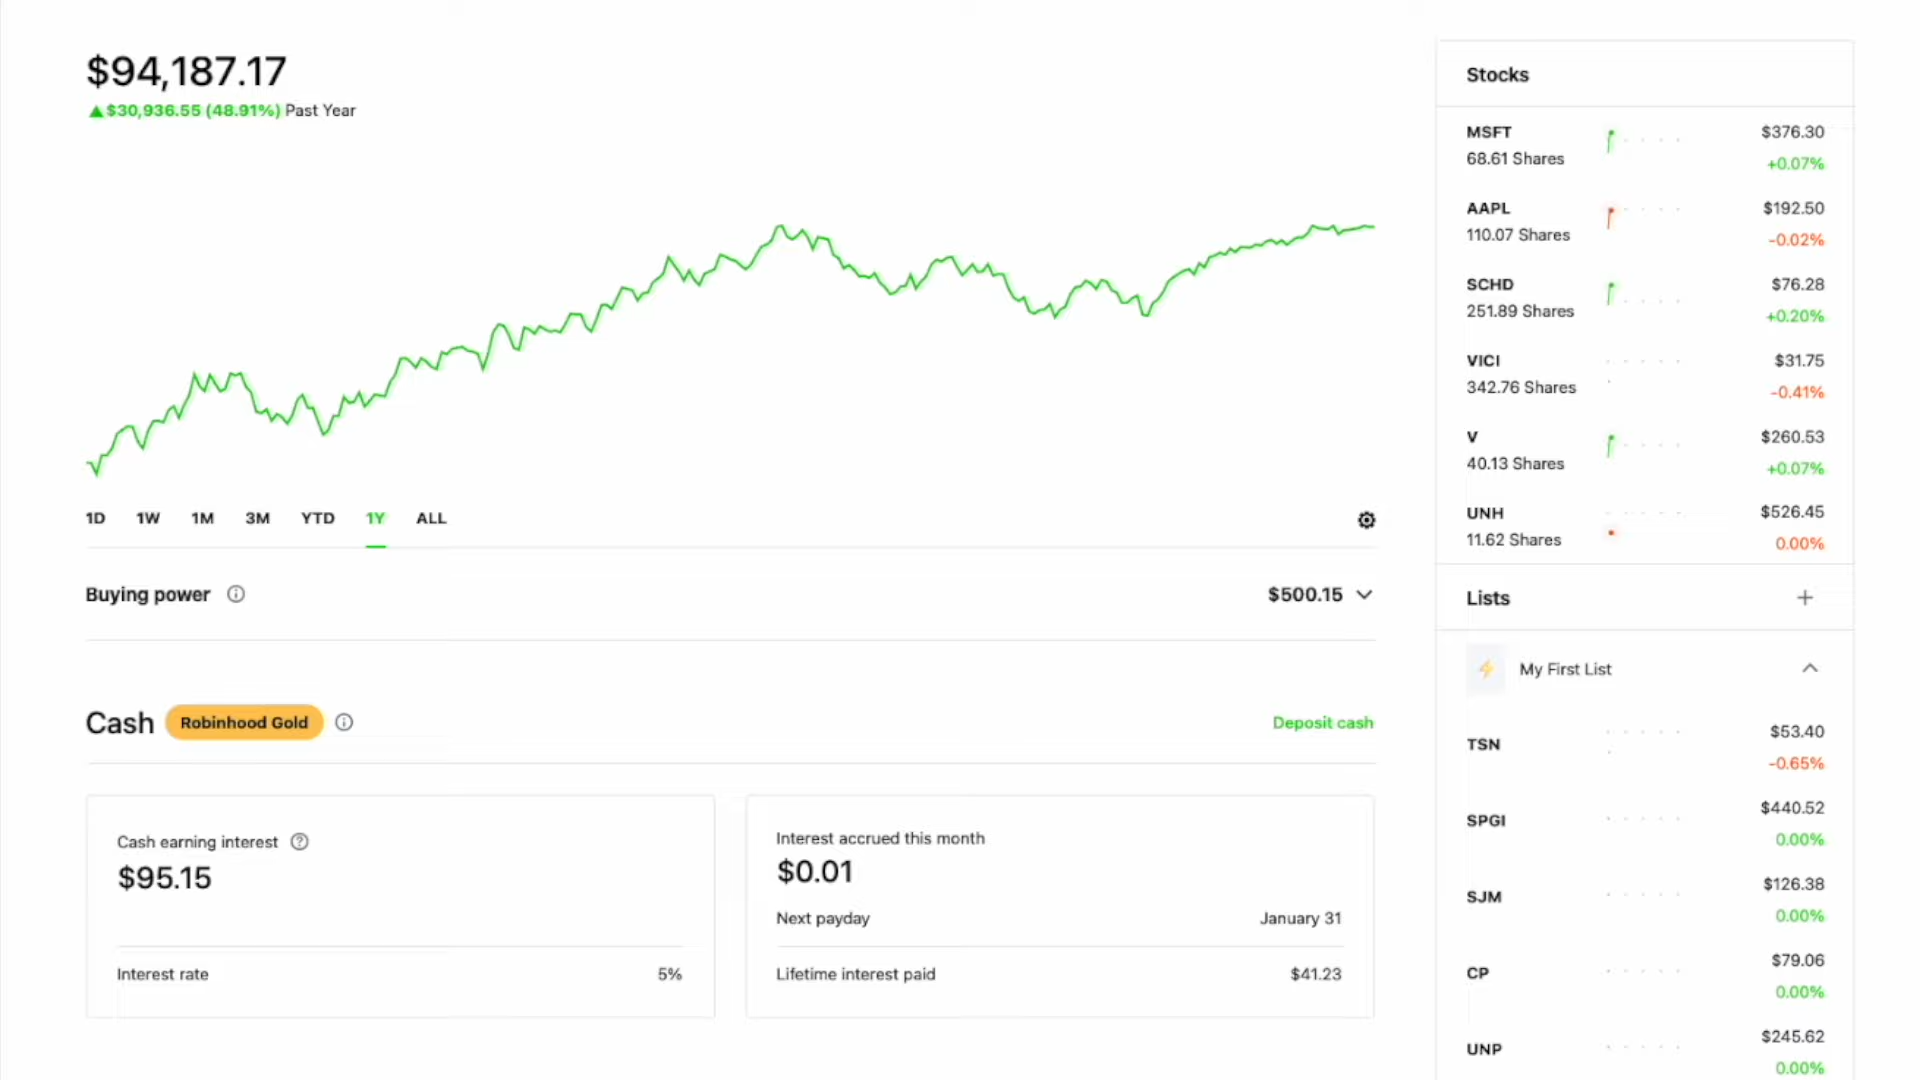 $94,187.17
▲$30,936.55 (48.91%) Past Year
1D 1W 1M 3M YTD 1Y ALL
Buying power $500.15
Cash Robinhood Gold Deposit cash
Cash earning interest
$95.15
Interest rate 5%
Interest accrued this month
$0.01
Next payday January 31
Lifetime interest paid $41.23
Stocks
MSFT $376.30
68.61 Shares +0.07%
AAPL $192.50
110.07 Shares -0.02%
SCHD $76.28
251.89 Shares +0.20%
VICI $31.75
342.76 Shares -0.41%
V $260.53
40.13 Shares +0.07%
UNH $526.45
11.62 Shares 0.00%
Lists +
My First List
TSN $53.40
-0.65%
SPGI $440.52
0.00%
SJM $126.38
0.00%
CP $79.06
0.00%
UNP $245.62
0.00%